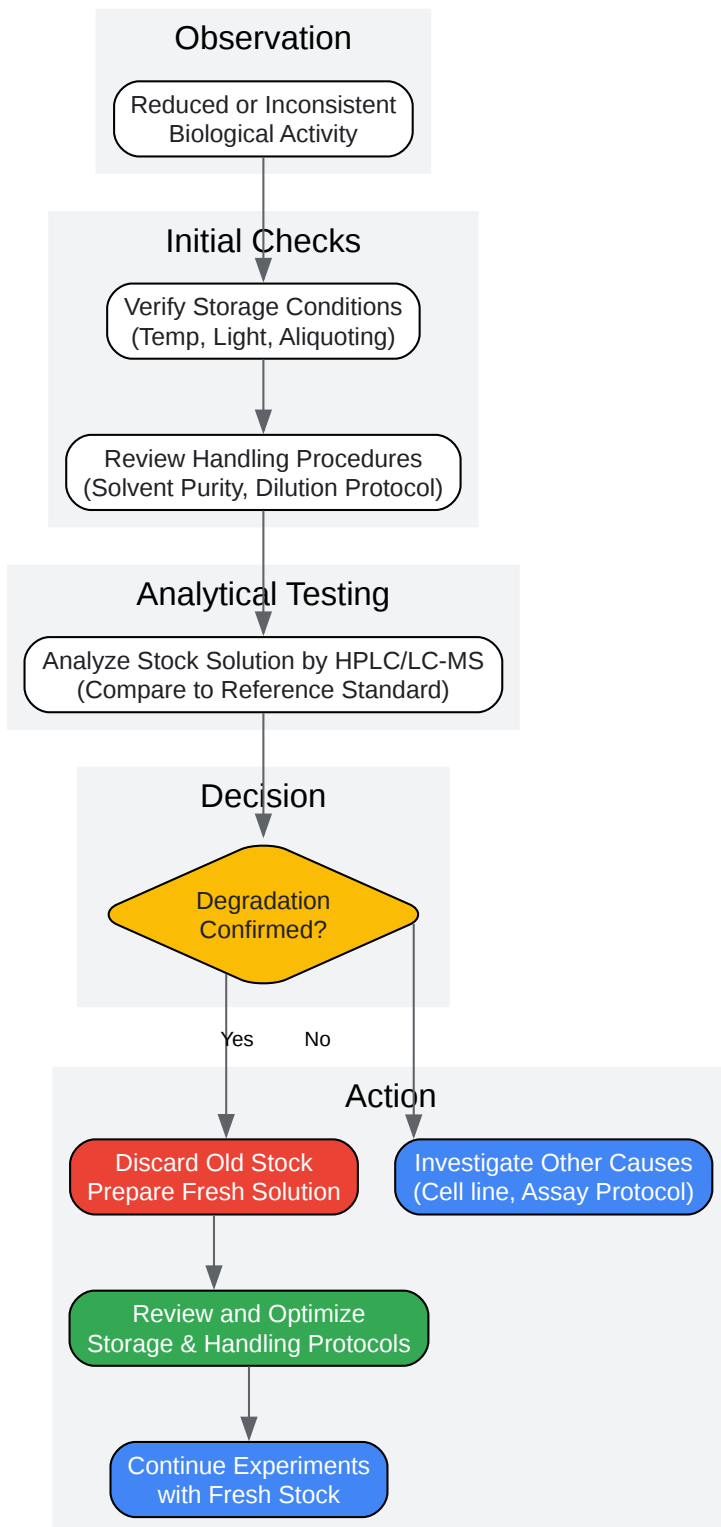 Observation
Reduced or Inconsistent
Biological Activity
Initial Checks
Verify Storage Conditions
(Temp, Light, Aliquoting)
Review Handling Procedures
(Solvent Purity, Dilution Protocol)
Analytical Testing
Analyze Stock Solution by HPLC/LC-MS
(Compare to Reference Standard)
Decision
Degradation
Confirmed?
Yes
No
Action
Discard Old Stock
Prepare Fresh Solution
Investigate Other Causes
(Cell line, Assay Protocol)
Review and Optimize
Storage & Handling Protocols
Continue Experiments
with Fresh Stock